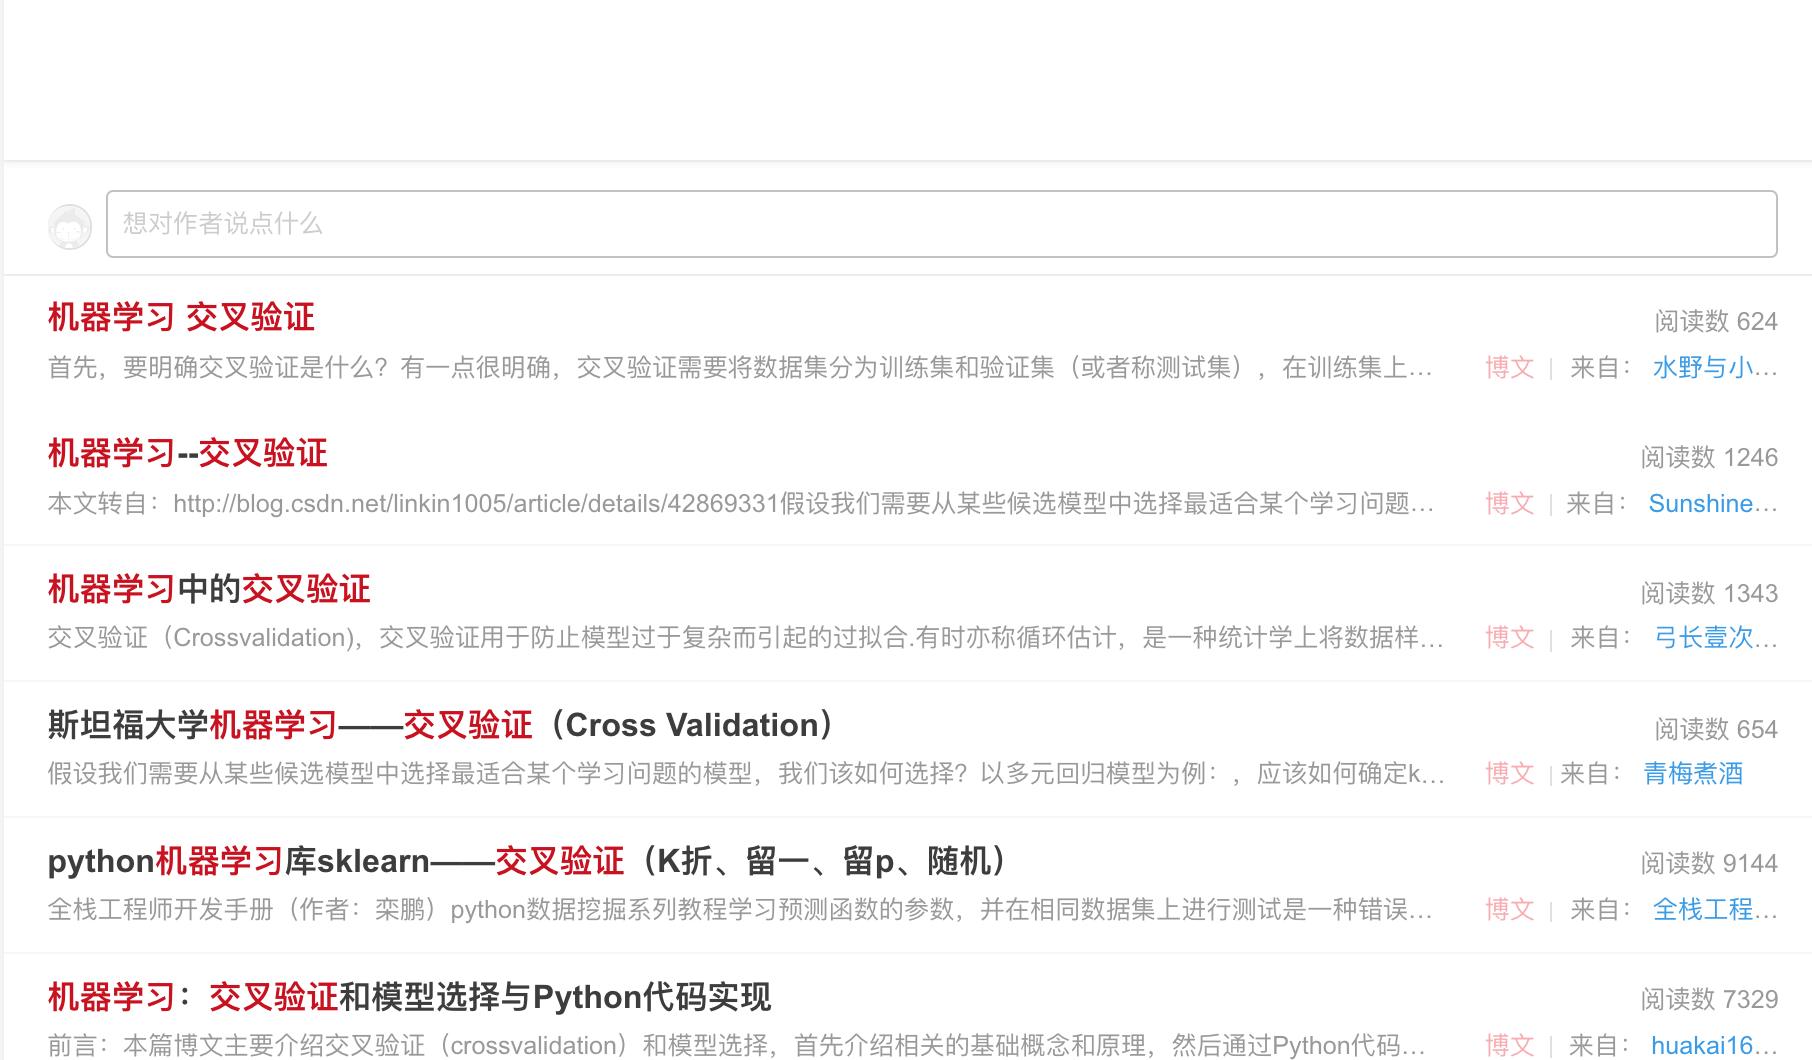 想对作者说点什么
机器学习 交叉验证 阅读数 624
首先，要明确交叉验证是什么？有一点很明确，交叉验证需要将数据集分为训练集和验证集（或者称测试集），在训练集上… 博文 | 来自： 水野与小…
机器学习--交叉验证 阅读数 1246
本文转自：http://blog.csdn.net/linkin1005/article/details/42869331假设我们需要从某些候选模型中选择最适合某个学习问题… 博文 | 来自： Sunshine…
机器学习中的交叉验证 阅读数 1343
交叉验证（Crossvalidation)，交叉验证用于防止模型过于复杂而引起的过拟合.有时亦称循环估计，是一种统计学上将数据样… 博文 | 来自： 弓长壹次…
斯坦福大学机器学习——交叉验证（Cross Validation） 阅读数 654
假设我们需要从某些候选模型中选择最适合某个学习问题的模型，我们该如何选择？以多元回归模型为例：，应该如何确定k… 博文 | 来自： 青梅煮酒
python机器学习库sklearn——交叉验证（K折、留一、留p、随机） 阅读数 9144
全栈工程师开发手册（作者：栾鹏）python数据挖掘系列教程学习预测函数的参数，并在相同数据集上进行测试是一种错误… 博文 | 来自： 全栈工程…
机器学习：交叉验证和模型选择与Python代码实现 阅读数 7329
前言：本篇博文主要介绍交叉验证（crossvalidation）和模型选择，首先介绍相关的基础概念和原理，然后通过Python代码… 博文 | 来自： huakai16…